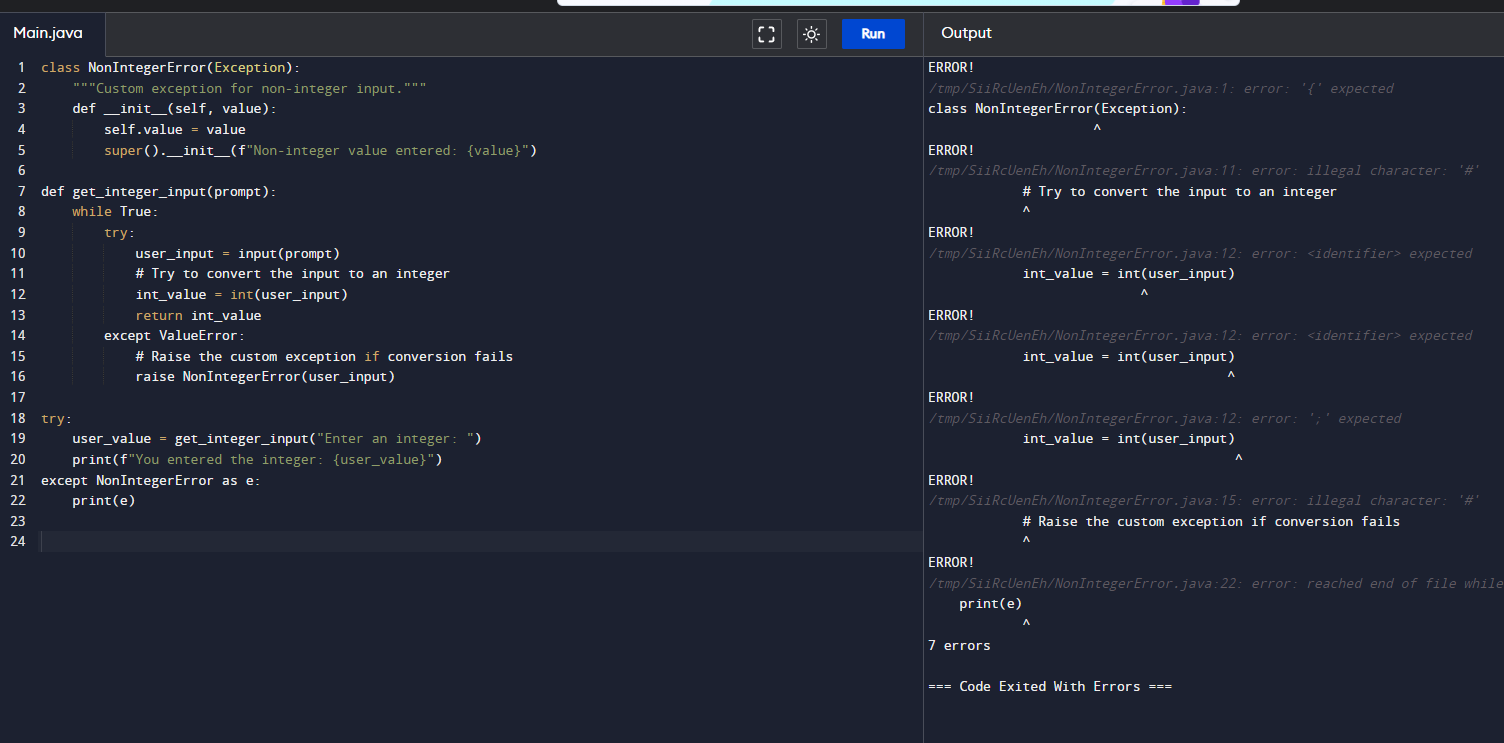 Main.java
Run
Output
1 class NonIntegerError(Exception):
2     """Custom exception for non-integer input."""
3     def __init__(self, value):
4         self.value = value
5         super().__init__(f"Non-integer value entered: {value}")
6
7 def get_integer_input(prompt):
8     while True:
9         try:
10             user_input = input(prompt)
11             # Try to convert the input to an integer
12             int_value = int(user_input)
13             return int_value
14         except ValueError:
15             # Raise the custom exception if conversion fails
16             raise NonIntegerError(user_input)
17
18 try:
19     user_value = get_integer_input("Enter an integer: ")
20     print(f"You entered the integer: {user_value}")
21 except NonIntegerError as e:
22     print(e)
23
24
ERROR!
/tmp/SiiRcUenEh/NonIntegerError.java:1: error: '{' expected
class NonIntegerError(Exception):
                     ^
ERROR!
/tmp/SiiRcUenEh/NonIntegerError.java:11: error: illegal character: '#'
            # Try to convert the input to an integer
            ^
ERROR!
/tmp/SiiRcUenEh/NonIntegerError.java:12: error: <identifier> expected
            int_value = int(user_input)
                           ^
ERROR!
/tmp/SiiRcUenEh/NonIntegerError.java:12: error: <identifier> expected
            int_value = int(user_input)
                                      ^
ERROR!
/tmp/SiiRcUenEh/NonIntegerError.java:12: error: ';' expected
            int_value = int(user_input)
                                       ^
ERROR!
/tmp/SiiRcUenEh/NonIntegerError.java:15: error: illegal character: '#'
            # Raise the custom exception if conversion fails
            ^
ERROR!
/tmp/SiiRcUenEh/NonIntegerError.java:22: error: reached end of file while
    print(e)
            ^
7 errors
=== Code Exited With Errors ===